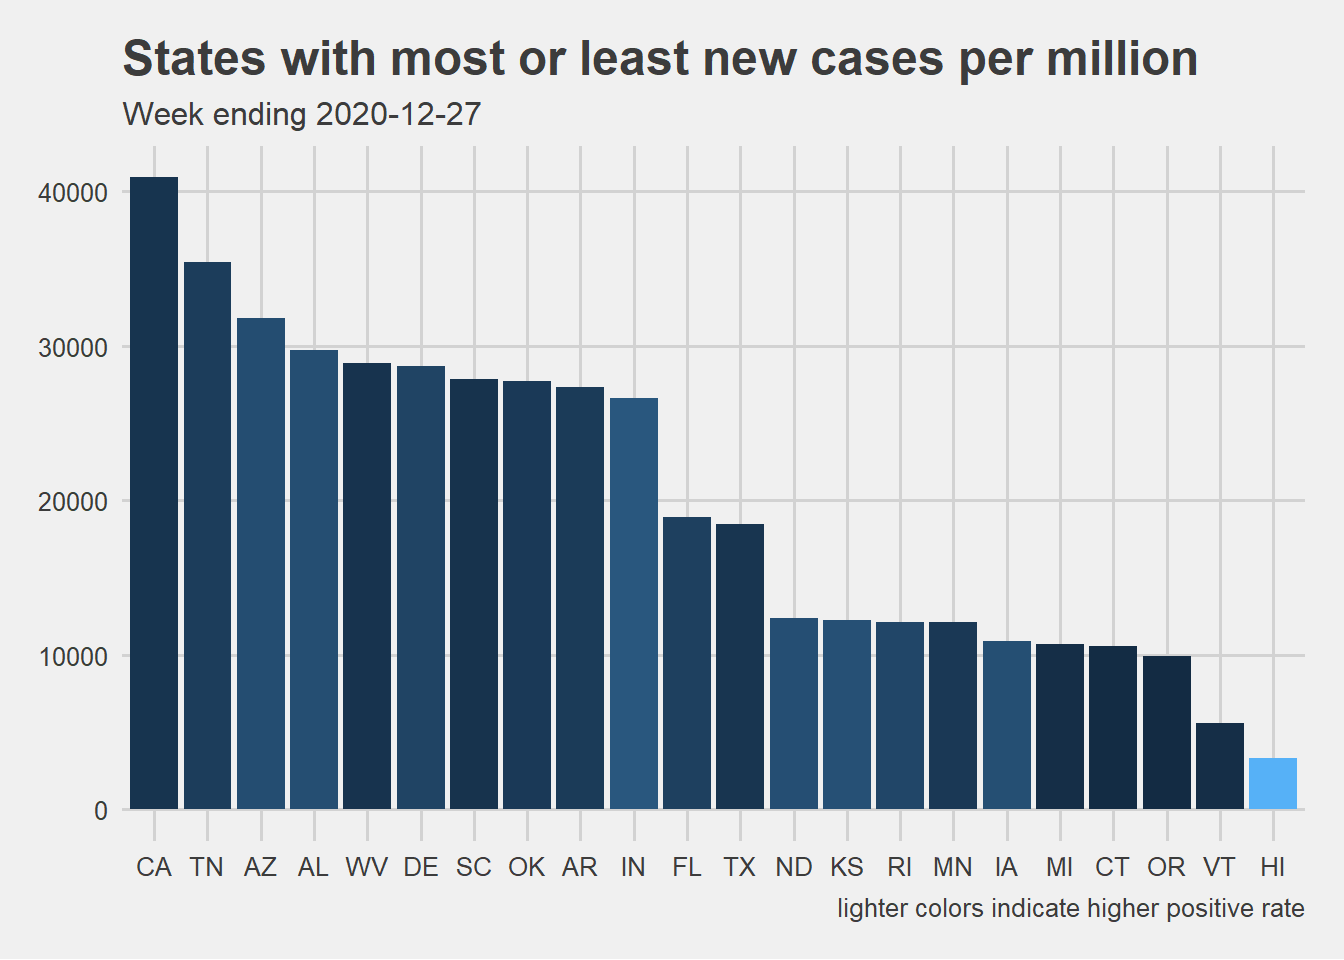 States with most or least new cases per million
Week ending 2020-12-27
40000
30000
20000
10000
0
CA TN AZ AL WV DE SC OK AR IN FL TX ND KS RI MN IA MI CT OR VT HI
lighter colors indicate higher positive rate